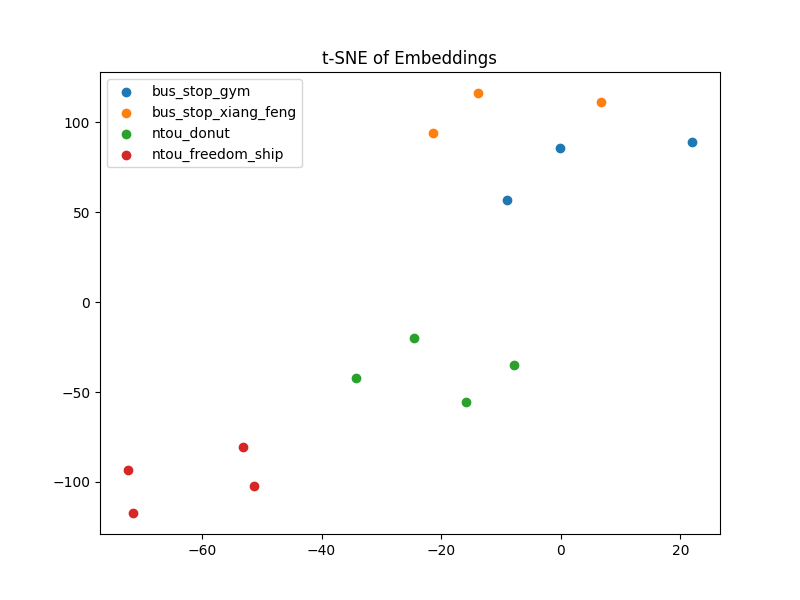 t-SNE of Embeddings
bus_stop_gym
bus_stop_xiang_feng
ntou_donut
ntou_freedom_ship
100
50
0
−50
−100
−60
−40
−20
0
20